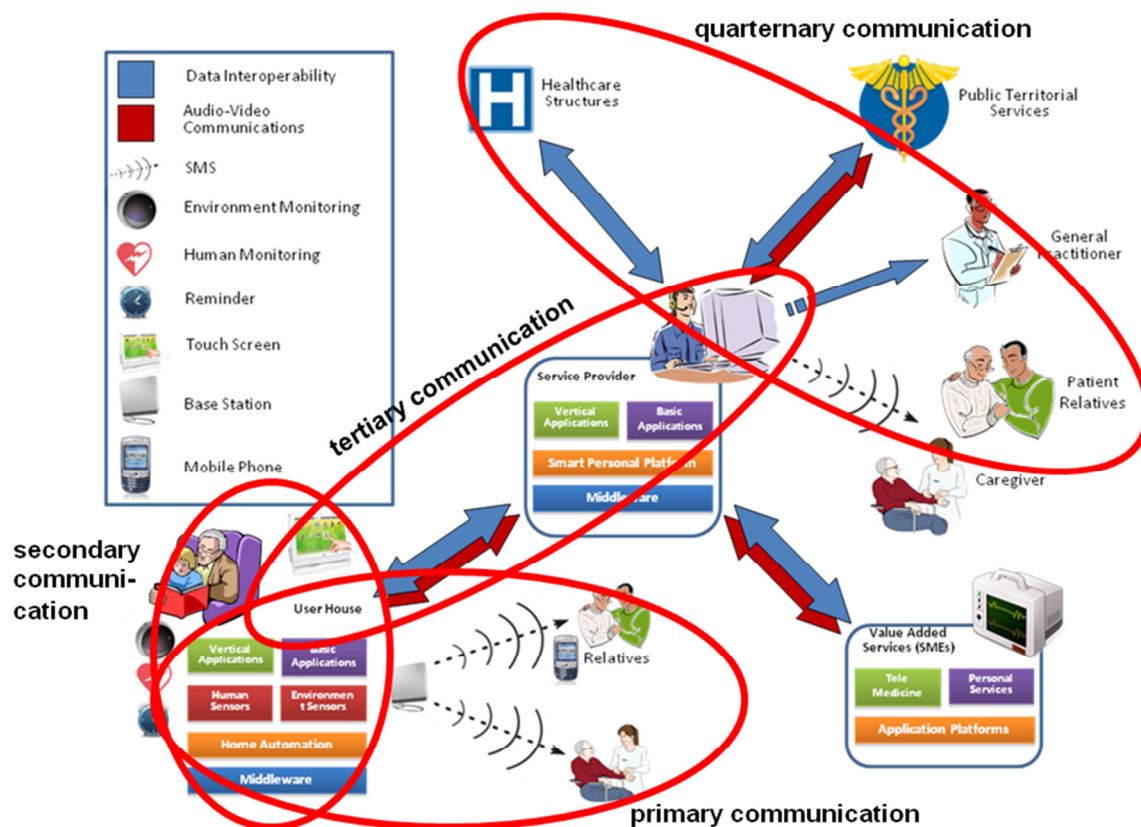 quarternary communication
Data Interoperability
Audio-Video
Communications
SMS
Environment Monitoring
Human Monitoring
Reminder
Touch Screen
Base Station
Mobile Phone
Healthcare
Structures
H
Public Territorial
Services
General
Practitioner
Patient
Relatives
Caregiver
tertiary communication
Service Provider
Vertical
Applications
Basic
Applications
Smart Personal Platform
Middleware
secondary
communi-
cation
User House
Vertical
Applications
Basic
Applications
Human
Sensors
Environmen
t Sensors
Home Automation
Middleware
Relatives
Value Added
Services (SMEs)
Tele
Medicine
Personal
Services
Application Platforms
primary communication